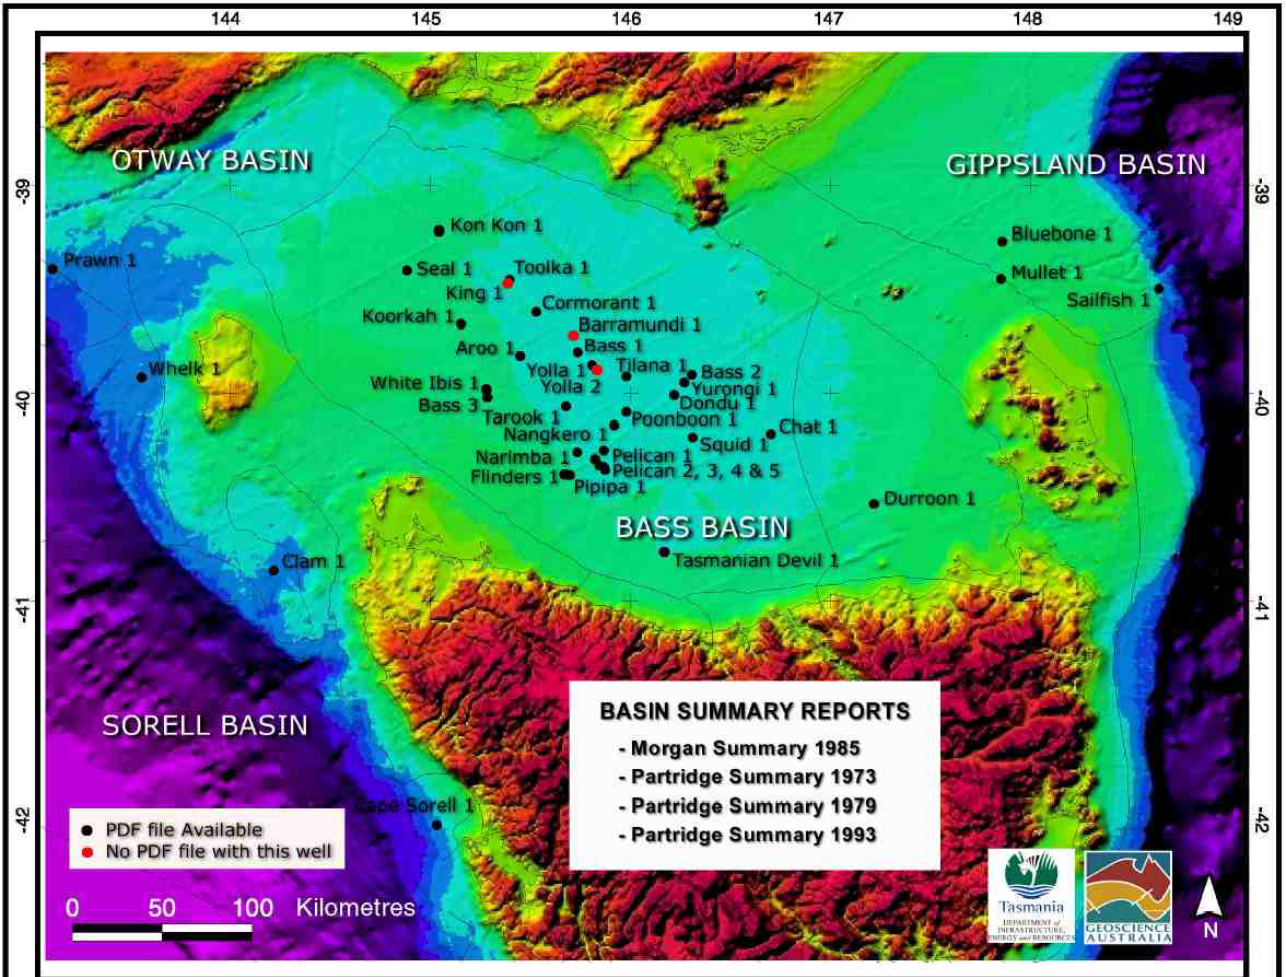 144 145 146 147 148 149
OTWAY BASIN
GIPPSLAND BASIN
-39 -39
Kon Kon 1
Bluebone 1
Prawn 1
Seal 1
Toolka 1
Mullet 1
King 1
Sailfish 1
Cormorant 1
Koorkah 1
Barramundi 1
Aroo 1
Bass 1
Whelk 1
Yolla 1
Tilana 1
Bass 2
White Ibis 1
Yolla 2
Yurongi 1
-40 -40
Bass 3
Dondu 1
Tarook 1
Poonboon 1
Chat 1
Nangkero 1
Squid 1
Narimba 1
Pelican 1
Flinders 1
Pelican 2, 3, 4 & 5
Pipipa 1
Durroon 1
BASS BASIN
Clam 1
Tasmanian Devil 1
-41 -41
SORELL BASIN
BASIN SUMMARY REPORTS
- Morgan Summary 1985
- Partridge Summary 1973
- Partridge Summary 1979
- Partridge Summary 1993
Cape Sorell 1
-42 -42
PDF file Available
No PDF file with this well
0 50 100 Kilometres
Tasmania
DEPARTMENT of
INFRASTRUCTURE,
ENERGY and RESOURCES
GEOSCIENCE
AUSTRALIA
N